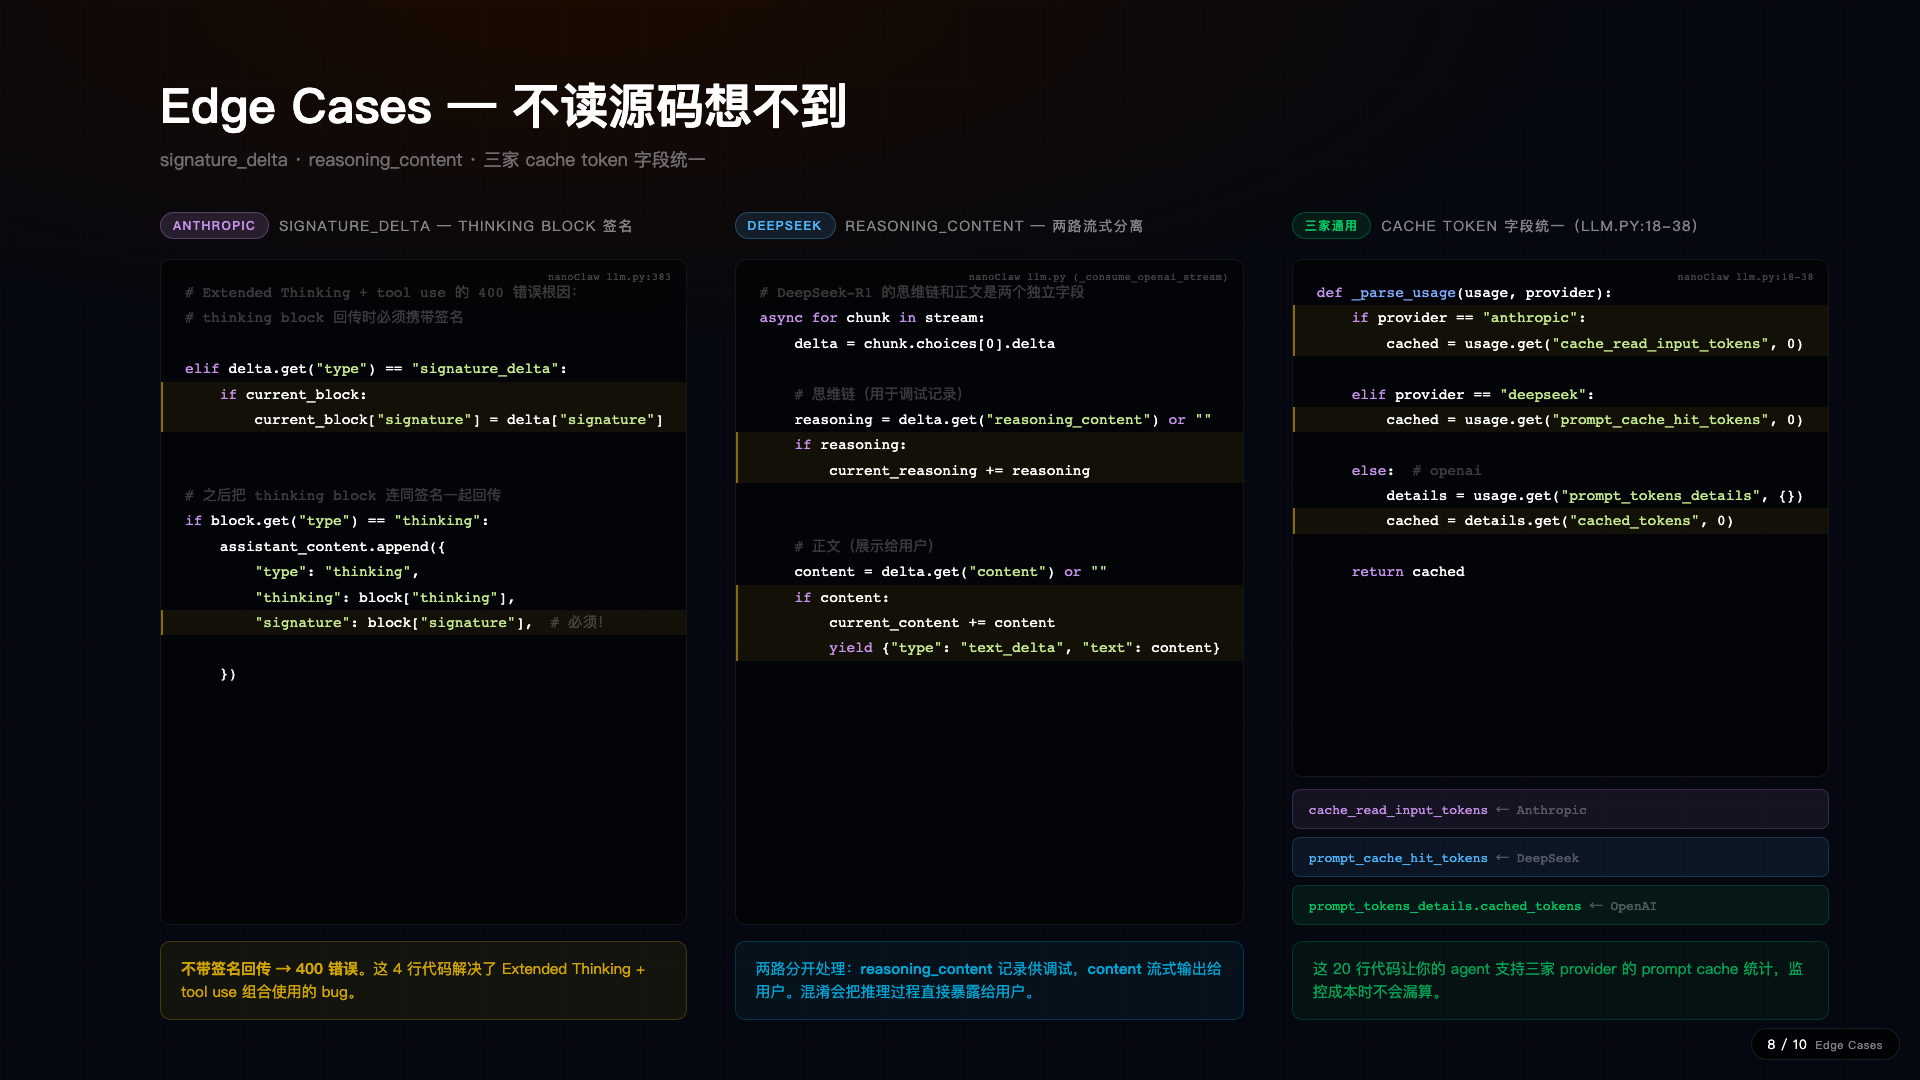 Edge Cases — 不读源码想不到
signature_delta · reasoning_content · 三家 cache token 字段统一
ANTHROPIC SIGNATURE_DELTA — THINKING BLOCK 签名
nanoClaw llm.py:383
# Extended Thinking + tool use 的 400 错误根因:
# thinking block 回传时必须携带签名
elif delta.get("type") == "signature_delta":
    if current_block:
        current_block["signature"] = delta["signature"]
# 之后把 thinking block 连同签名一起回传
if block.get("type") == "thinking":
    assistant_content.append({
        "type": "thinking",
        "thinking": block["thinking"],
        "signature": block["signature"],  # 必须!
    })
不带签名回传 → 400 错误。这 4 行代码解决了 Extended Thinking +
tool use 组合使用的 bug。
DEEPSEEK REASONING_CONTENT — 两路流式分离
nanoClaw llm.py (_consume_openai_stream)
# DeepSeek-R1 的思维链和正文是两个独立字段
async for chunk in stream:
    delta = chunk.choices[0].delta
    # 思维链（用于调试记录）
    reasoning = delta.get("reasoning_content") or ""
    if reasoning:
        current_reasoning += reasoning
    # 正文（展示给用户）
    content = delta.get("content") or ""
    if content:
        current_content += content
        yield {"type": "text_delta", "text": content}
两路分开处理：reasoning_content 记录供调试，content 流式输出给
用户。混淆会把推理过程直接暴露给用户。
三家通用 CACHE TOKEN 字段统一（LLM.PY:18-38）
nanoClaw llm.py:18-38
def _parse_usage(usage, provider):
    if provider == "anthropic":
        cached = usage.get("cache_read_input_tokens", 0)
    elif provider == "deepseek":
        cached = usage.get("prompt_cache_hit_tokens", 0)
    else:  # openai
        details = usage.get("prompt_tokens_details", {})
        cached = details.get("cached_tokens", 0)
    return cached
cache_read_input_tokens ← Anthropic
prompt_cache_hit_tokens ← DeepSeek
prompt_tokens_details.cached_tokens ← OpenAI
这 20 行代码让你的 agent 支持三家 provider 的 prompt cache 统计，监
控成本时不会漏算。
8 / 10 Edge Cases